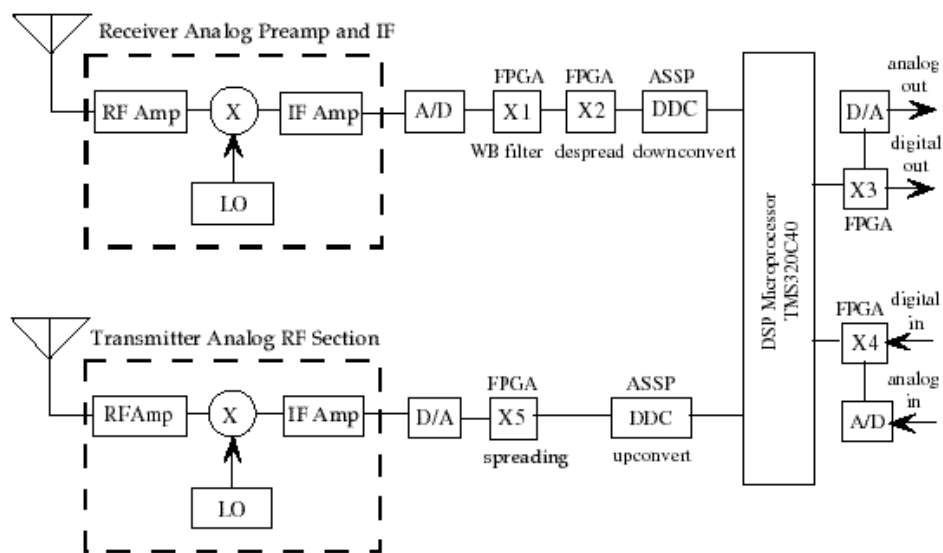 Receiver Analog Preamp and IF
RF Amp
X
IF Amp
LO
A/D
FPGA
X1
WB filter
FPGA
X2
despread
ASSP
DDC
downconvert
DSP Microprocessor
TMS320C40
D/A
analog
out
digital
out
X3
FPGA
FPGA
X4
digital
in
analog
in
A/D
Transmitter Analog RF Section
RFAmp
X
IF Amp
LO
D/A
FPGA
X5
spreading
ASSP
DDC
upconvert